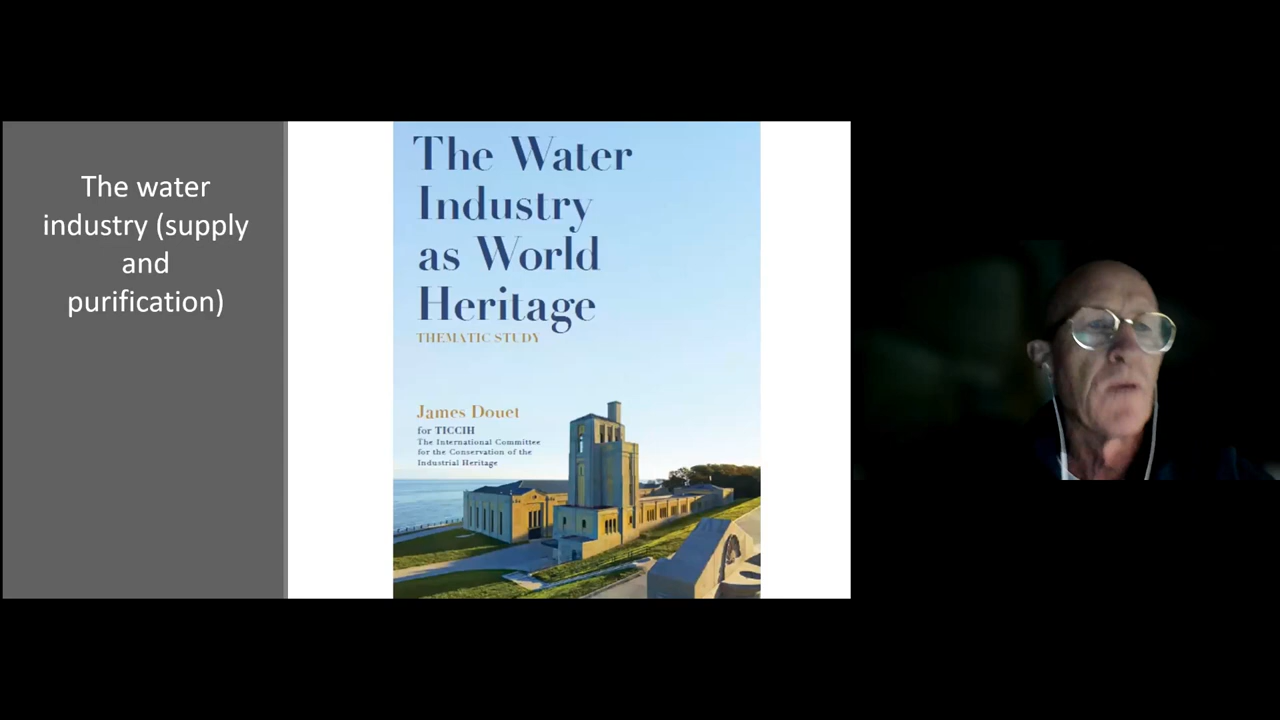 The water
industry (supply
and
purification)
The Water
Industry
as World
Heritage
THEMATIC STUDY
James Douet
for TICCIH
The International Committee
for the Conservation of the
Industrial Heritage